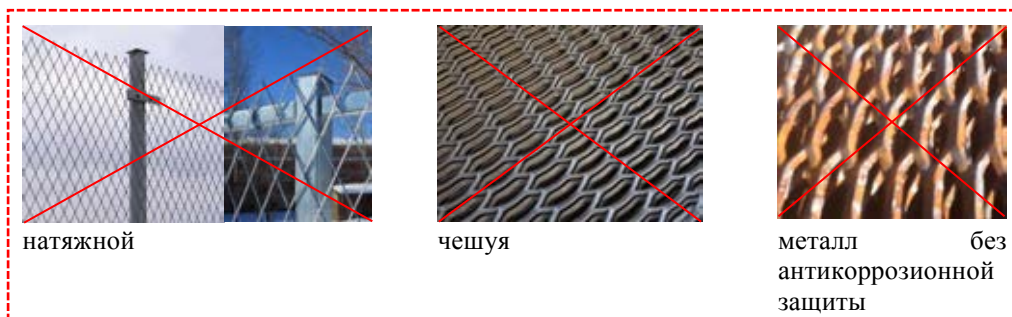 натяжной
чешуя
металл без
антикоррозионной
защиты